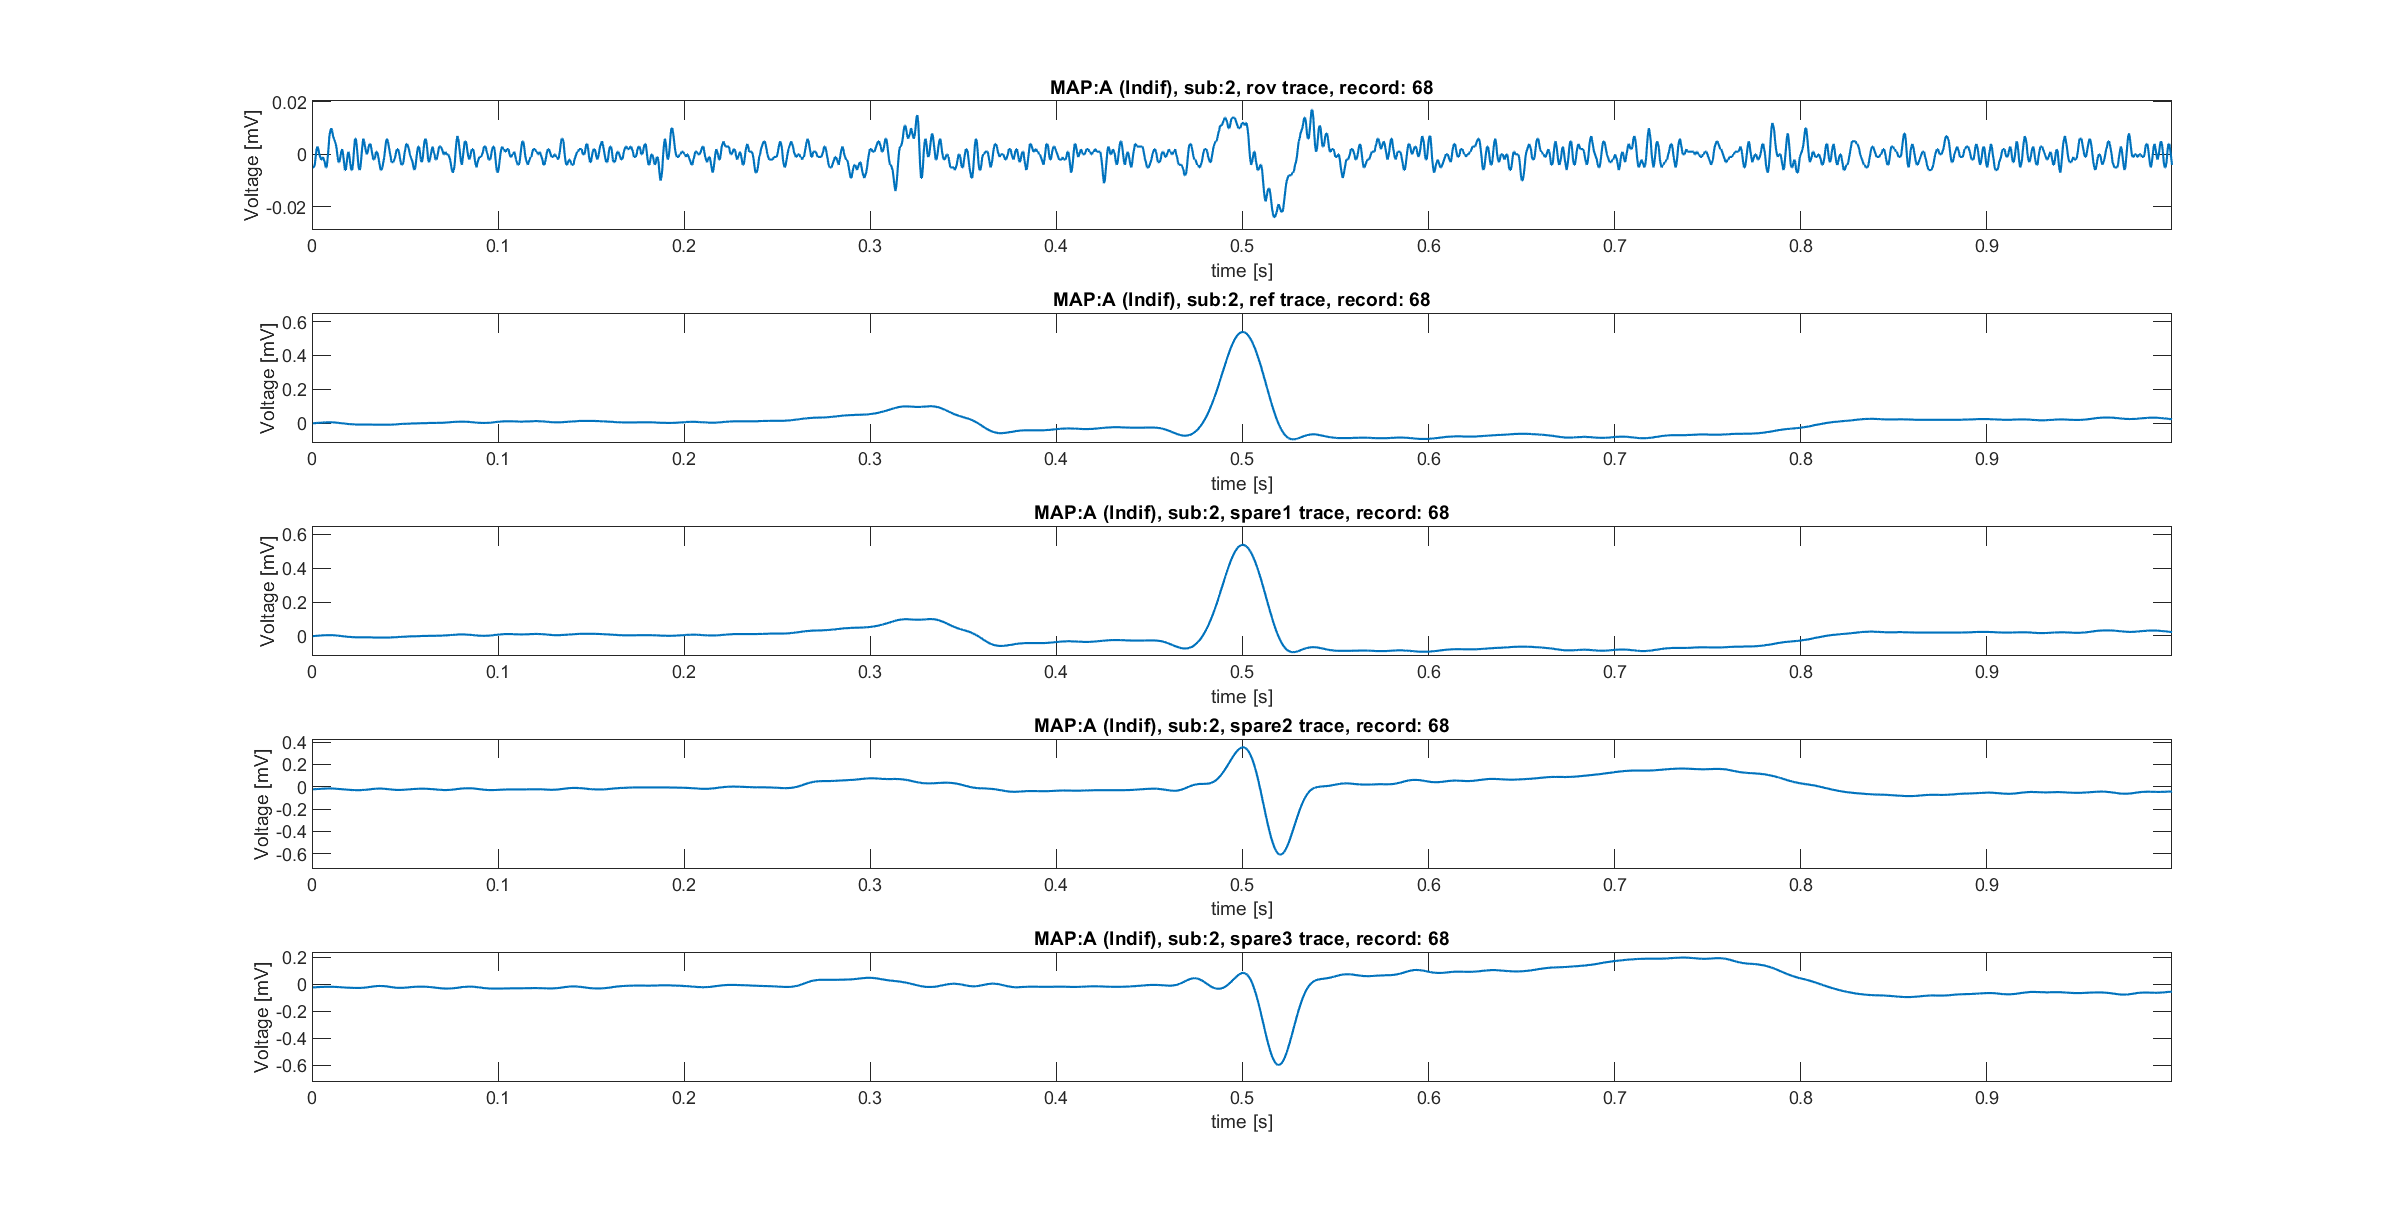 MAP:A (Indif), sub:2, rov trace, record: 68
Voltage [mV]
0.02
0
-0.02
0 0.1 0.2 0.3 0.4 0.5 0.6 0.7 0.8 0.9
time [s]
MAP:A (Indif), sub:2, ref trace, record: 68
Voltage [mV]
0.6
0.4
0.2
0
0 0.1 0.2 0.3 0.4 0.5 0.6 0.7 0.8 0.9
time [s]
MAP:A (Indif), sub:2, spare1 trace, record: 68
Voltage [mV]
0.6
0.4
0.2
0
0 0.1 0.2 0.3 0.4 0.5 0.6 0.7 0.8 0.9
time [s]
MAP:A (Indif), sub:2, spare2 trace, record: 68
Voltage [mV]
0.4
0.2
0
-0.2
-0.4
-0.6
0 0.1 0.2 0.3 0.4 0.5 0.6 0.7 0.8 0.9
time [s]
MAP:A (Indif), sub:2, spare3 trace, record: 68
Voltage [mV]
0.2
0
-0.2
-0.4
-0.6
0 0.1 0.2 0.3 0.4 0.5 0.6 0.7 0.8 0.9
time [s]